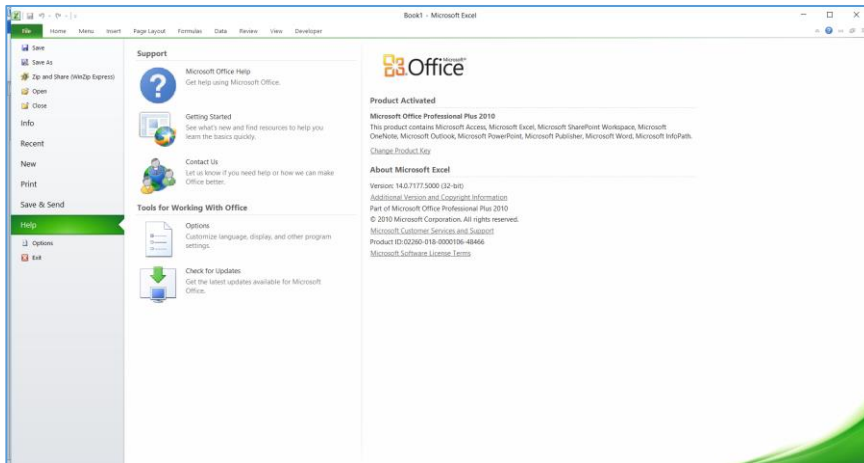 Book1 - Microsoft Excel
File Home Menu Insert Page Layout Formulas Data Review View Developer
Save
Save As
Zip and Share (WinZip Express)
Open
Close
Info
Recent
New
Print
Save & Send
Help
Options
Exit
Support
Microsoft Office Help
Get help using Microsoft Office.
Getting Started
See what's new and find resources to help you
learn the basics quickly.
Contact Us
Let us know if you need help or how we can make
Office better.
Tools for Working With Office
Options
Customize language, display, and other program
settings.
Check for Updates
Get the latest updates available for Microsoft
Office.
Microsoft
Office
Product Activated
Microsoft Office Professional Plus 2010
This product contains Microsoft Access, Microsoft Excel, Microsoft SharePoint Workspace, Microsoft
OneNote, Microsoft Outlook, Microsoft PowerPoint, Microsoft Publisher, Microsoft Word, Microsoft InfoPath.
Change Product Key
About Microsoft Excel
Version: 14.0.7177.5000 (32-bit)
Additional Version and Copyright Information
Part of Microsoft Office Professional Plus 2010
© 2010 Microsoft Corporation. All rights reserved.
Microsoft Customer Services and Support
Product ID: 02260-018-0000106-48466
Microsoft Software License Terms